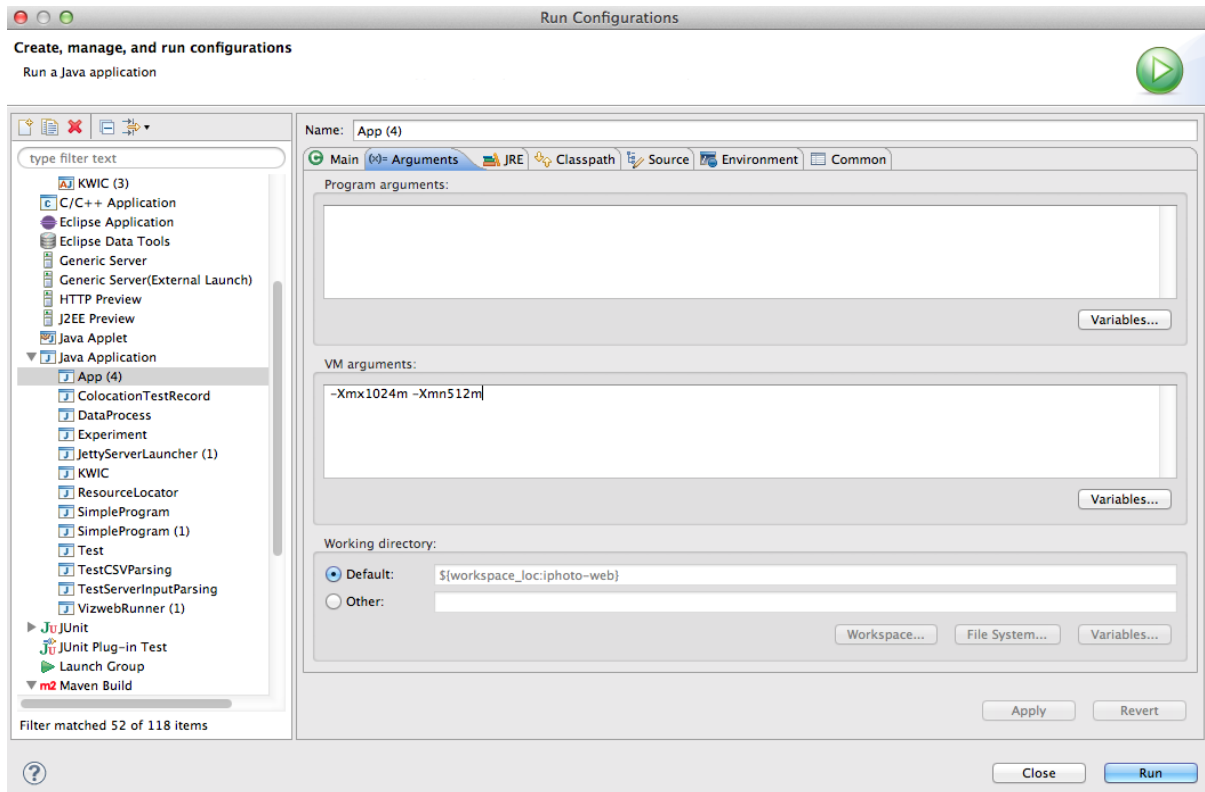 Run Configurations
Create, manage, and run configurations
Run a Java application
type filter text
KWIC (3)
C/C++ Application
Eclipse Application
Eclipse Data Tools
Generic Server
Generic Server(External Launch)
HTTP Preview
J2EE Preview
Java Applet
Java Application
App (4)
ColocationTestRecord
DataProcess
Experiment
JettyServerLauncher (1)
KWIC
ResourceLocator
SimpleProgram
SimpleProgram (1)
Test
TestCSVParsing
TestServerInputParsing
VizwebRunner (1)
JUnit
JUnit Plug-in Test
Launch Group
m2 Maven Build
Filter matched 52 of 118 items
Name: App (4)
Main (x)= Arguments JRE Classpath Source Environment Common
Program arguments:
Variables...
VM arguments:
-Xmx1024m -Xmn512m
Variables...
Working directory:
Default: ${workspace_loc:iphoto-web}
Other:
Workspace... File System... Variables...
Apply Revert
Close Run